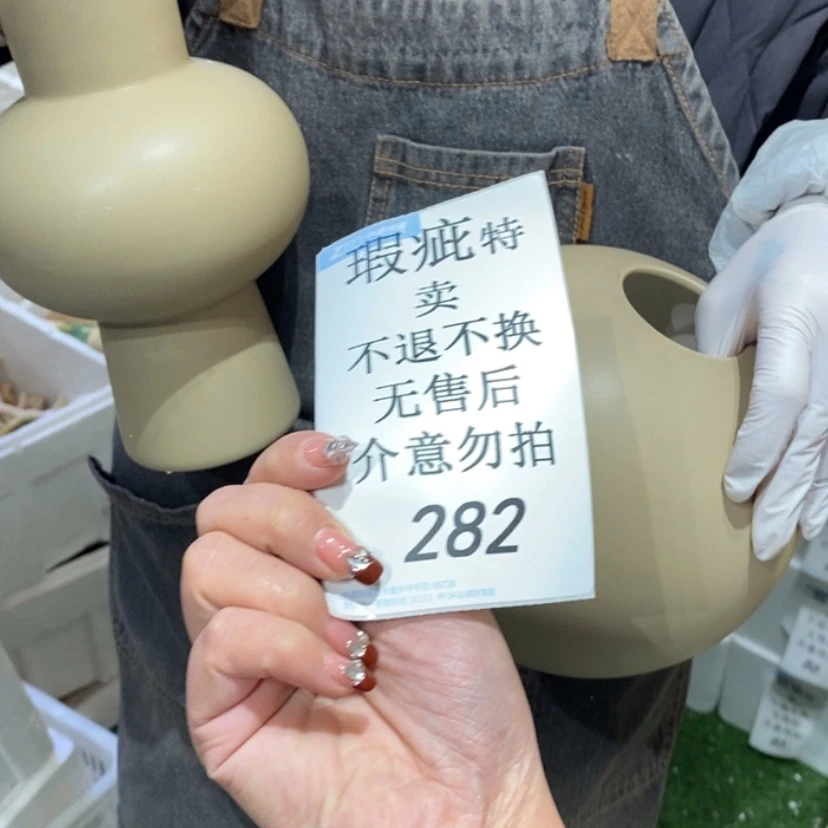 瑕疵特
卖
不退不换
无售后
介意勿拍
282